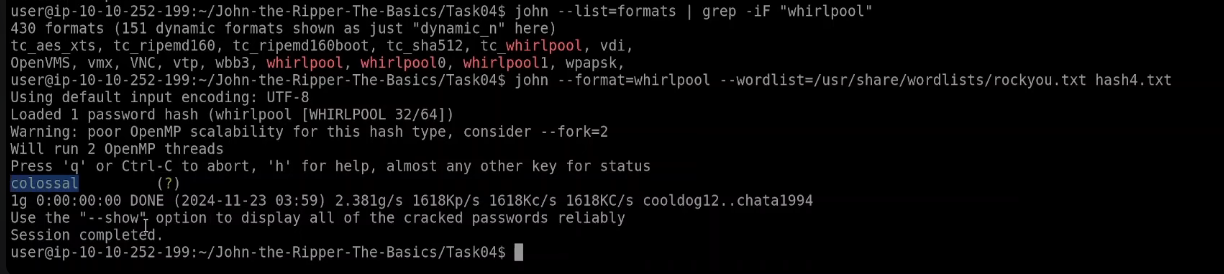 user@ip-10-10-252-199:~/John-the-Ripper-The-Basics/Task04$ john --list=formats | grep -iF "whirlpool"
430 formats (151 dynamic formats shown as just "dynamic_n" here)
tc_aes_xts, tc_ripemd160, tc_ripemd160boot, tc_sha512, tc_whirlpool, vdi,
OpenVMS, vmx, VNC, vtp, wbb3, whirlpool, whirlpool0, whirlpool1, wpapsk,
user@ip-10-10-252-199:~/John-the-Ripper-The-Basics/Task04$ john --format=whirlpool --wordlist=/usr/share/wordlists/rockyou.txt hash4.txt
Using default input encoding: UTF-8
Loaded 1 password hash (whirlpool [WHIRLPOOL 32/64])
Warning: poor OpenMP scalability for this hash type, consider --fork=2
Will run 2 OpenMP threads
Press 'q' or Ctrl-C to abort, 'h' for help, almost any other key for status
colossal         (?)
1g 0:00:00:00 DONE (2024-11-23 03:59) 2.381g/s 1618Kp/s 1618Kc/s 1618KC/s cooldog12..chata1994
Use the "--show" option to display all of the cracked passwords reliably
Session completed.
user@ip-10-10-252-199:~/John-the-Ripper-The-Basics/Task04$